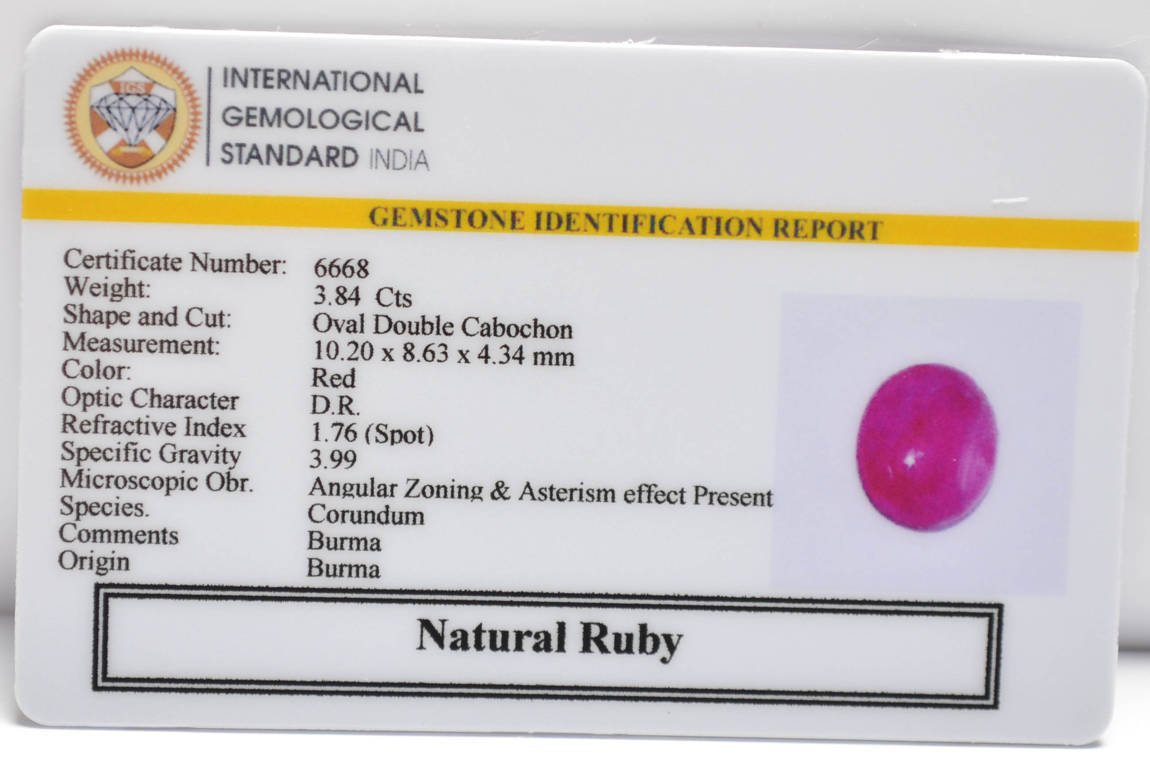 IGS
INTERNATIONAL
GEMOLOGICAL
STANDARD INDIA
GEMSTONE IDENTIFICATION REPORT
Certificate Number: 6668
Weight: 3.84 Cts
Shape and Cut: Oval Double Cabochon
Measurement: 10.20 x 8.63 x 4.34 mm
Color: Red
Optic Character D.R.
Refractive Index 1.76 (Spot)
Specific Gravity 3.99
Microscopic Obr. Angular Zoning & Asterism effect Present
Species. Corundum
Comments Burma
Origin Burma
Natural Ruby